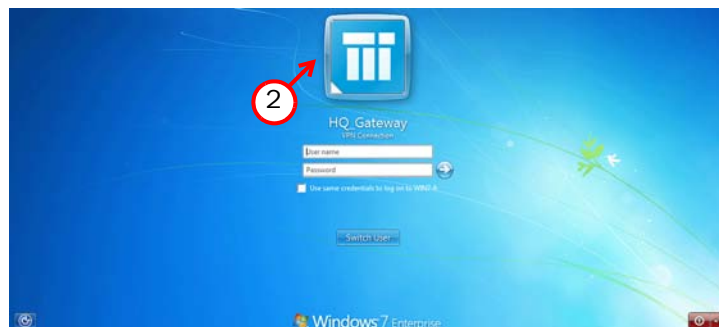 2
HQ_Gateway
VPN Connection
User name
Password
Use same credentials to log on to WIN7-A
Switch User
Windows 7 Enterprise